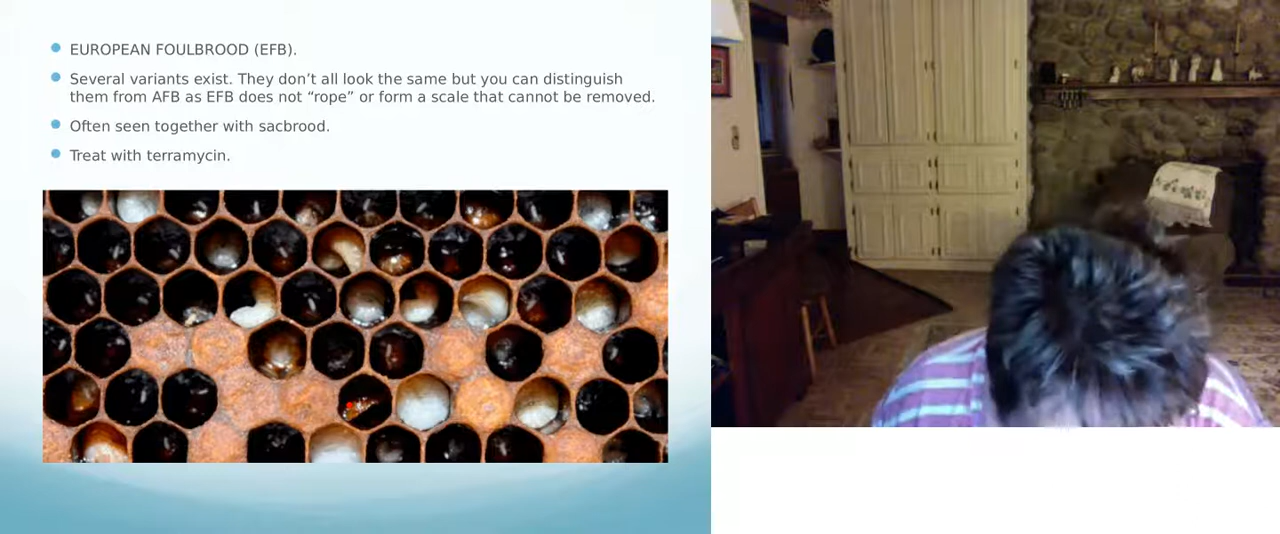 EUROPEAN FOULBROOD (EFB).
Several variants exist. They don’t all look the same but you can distinguish
them from AFB as EFB does not “rope” or form a scale that cannot be removed.
Often seen together with sacbrood.
Treat with terramycin.